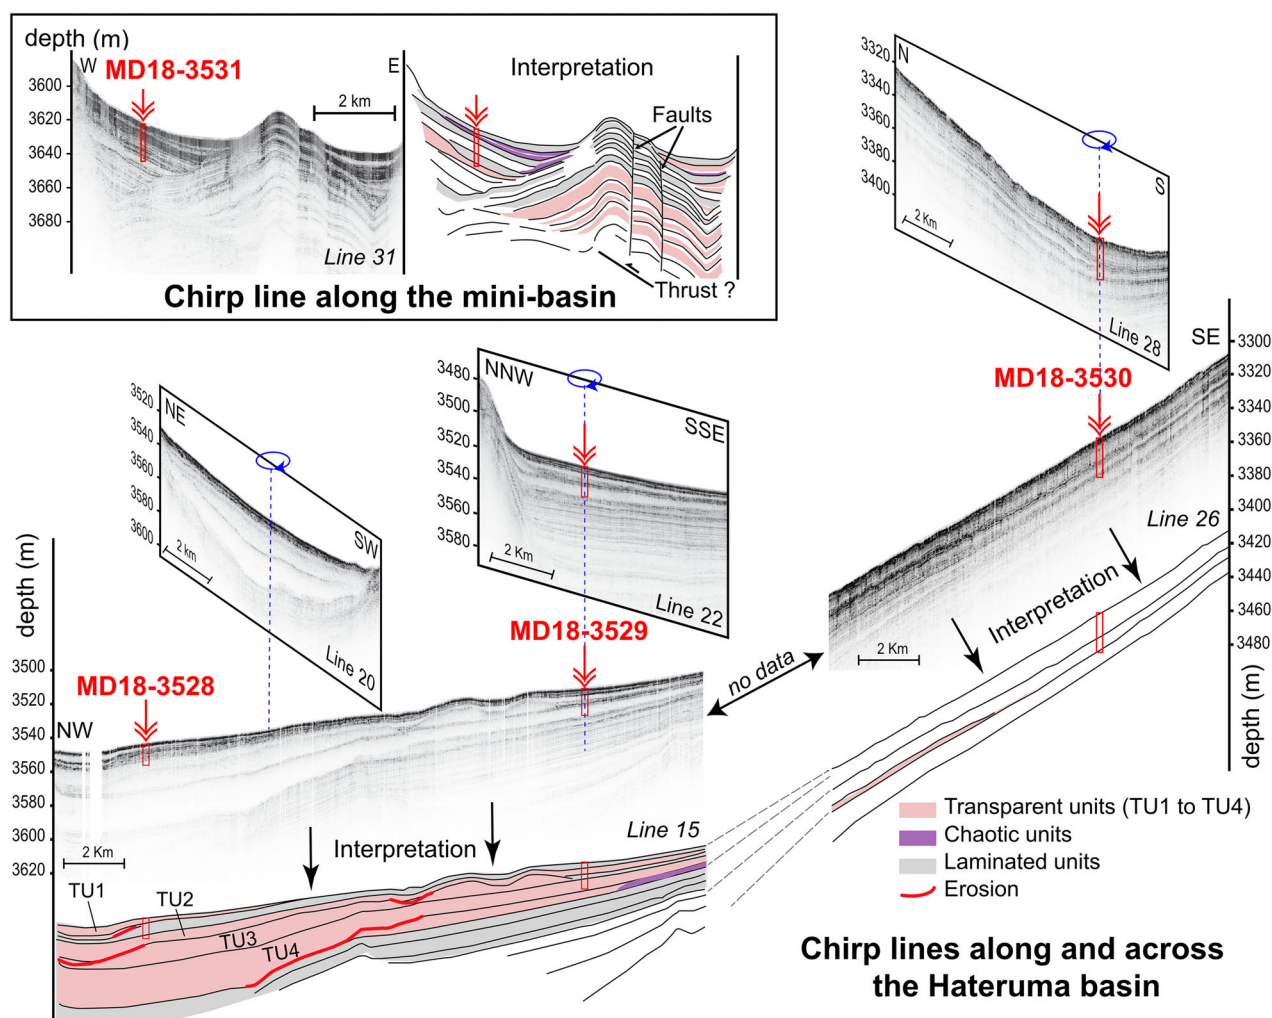 depth (m)
W
MD18-3531
E
2 km
3600
3620
3640
3660
3680
Line 31
Interpretation
Faults
Thrust ?
Chirp line along the mini-basin
3320
3340
3360
3380
3400
N
S
2 Km
Line 28
3520
3540
3560
3580
3600
NE
SW
2 Km
Line 20
3480
3500
3520
3540
3560
3580
NNW
SSE
2 Km
Line 22
MD18-3530
SE
3300
3320
3340
3360
3380
3400
3420
3440
3460
3480
depth (m)
Line 26
Interpretation
2 Km
no data
depth (m)
3500
3520
3540
3560
3580
3600
3620
NW
MD18-3528
MD18-3529
2 Km
Interpretation
Line 15
TU1
TU2
TU3
TU4
Transparent units (TU1 to TU4)
Chaotic units
Laminated units
Erosion
Chirp lines along and across
the Hateruma basin